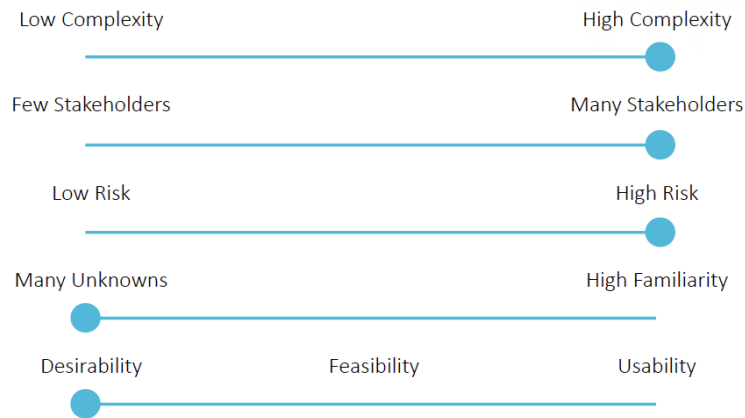 Low Complexity High Complexity
Few Stakeholders Many Stakeholders
Low Risk High Risk
Many Unknowns High Familiarity
Desirability Feasibility Usability